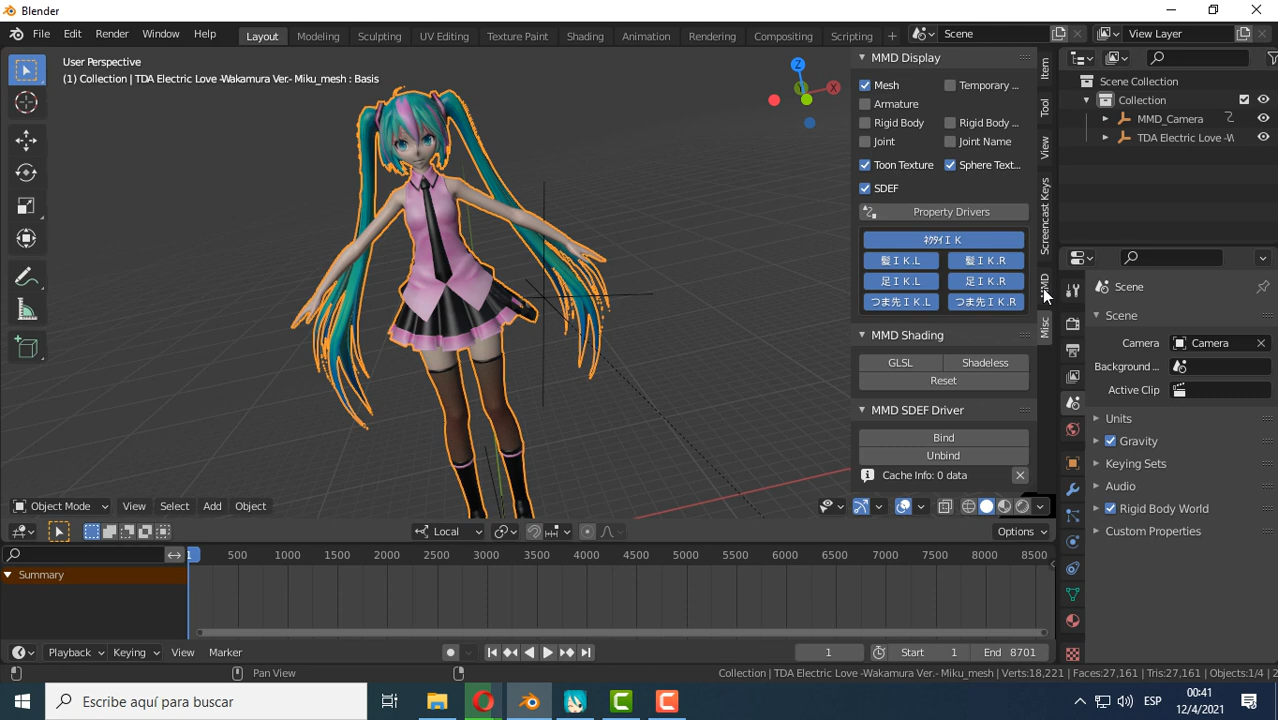 Blender
File Edit Render Window Help Layout Modeling Sculpting UV Editing Texture Paint Shading Animation Rendering Compositing Scripting + Scene View Layer
User Perspective
(1) Collection | TDA Electric Love -Wakamura Ver.- Miku_mesh : Basis
Z
X
MMD Display
Mesh Temporary ...
Armature
Rigid Body Rigid Body ...
Joint Joint Name
Toon Texture Sphere Text...
SDEF
Property Drivers
ﾈｸﾀｲＩＫ
髪ＩＫ.L 髪ＩＫ.R
足ＩＫ.L 足ＩＫ.R
つま先ＩＫ.L つま先ＩＫ.R
MMD Shading
GLSL Shadeless
Reset
MMD SDEF Driver
Bind
Unbind
Cache Info: 0 data
Item
Tool
View
Screencast Keys
MMD
Misc
Scene Collection
Collection
MMD_Camera
TDA Electric Love -W
Scene
Scene
Camera Camera
Background ...
Active Clip
Units
Gravity
Keying Sets
Audio
Rigid Body World
Custom Properties
Object Mode View Select Add Object
Local Options
1 500 1000 1500 2000 2500 3000 3500 4000 4500 5000 5500 6000 6500 7000 7500 8000 8500
Summary
Playback Keying View Marker 1 Start 1 End 8701
Pan View Collection | TDA Electric Love -Wakamura Ver.- Miku_mesh | Verts:18,221 | Faces:27,161 | Tris:27,161 | Objects:1/4 | 2
Escribe aquí para buscar
ESP
00:41
12/4/2021